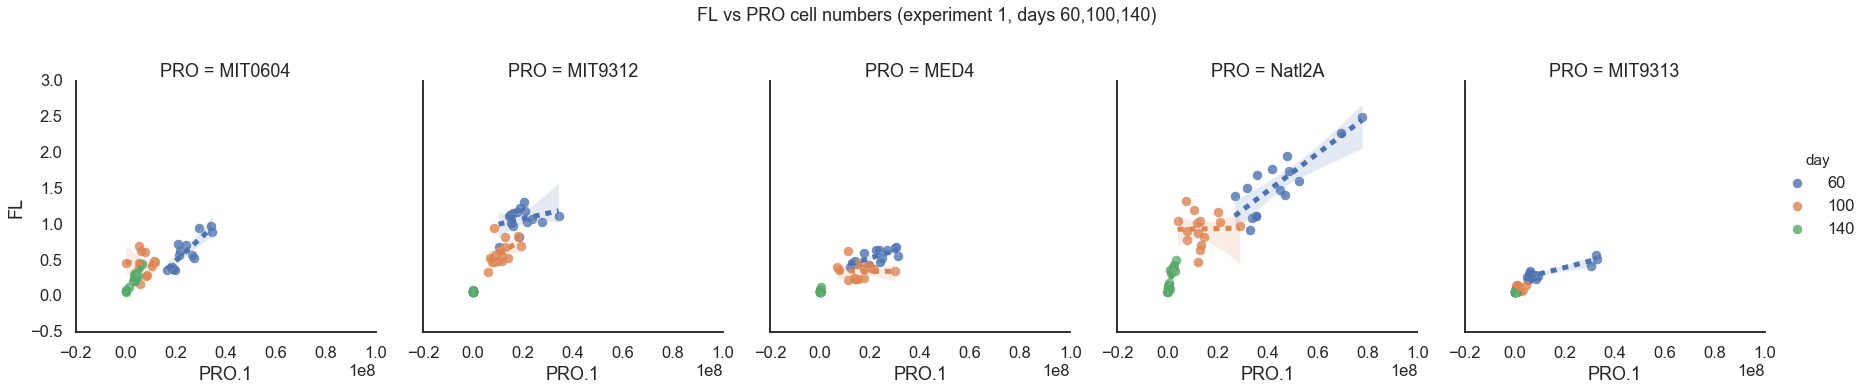 FL vs PRO cell numbers (experiment 1, days 60,100,140)
PRO = MIT0604
PRO = MIT9312
PRO = MED4
PRO = Natl2A
PRO = MIT9313
FL
3.0
2.5
2.0
1.5
1.0
0.5
0.0
−0.5
−0.2 0.0 0.2 0.4 0.6 0.8 1.0
PRO.1
1e8
−0.2 0.0 0.2 0.4 0.6 0.8 1.0
PRO.1
1e8
−0.2 0.0 0.2 0.4 0.6 0.8 1.0
PRO.1
1e8
−0.2 0.0 0.2 0.4 0.6 0.8 1.0
PRO.1
1e8
−0.2 0.0 0.2 0.4 0.6 0.8 1.0
PRO.1
1e8
day
60
100
140